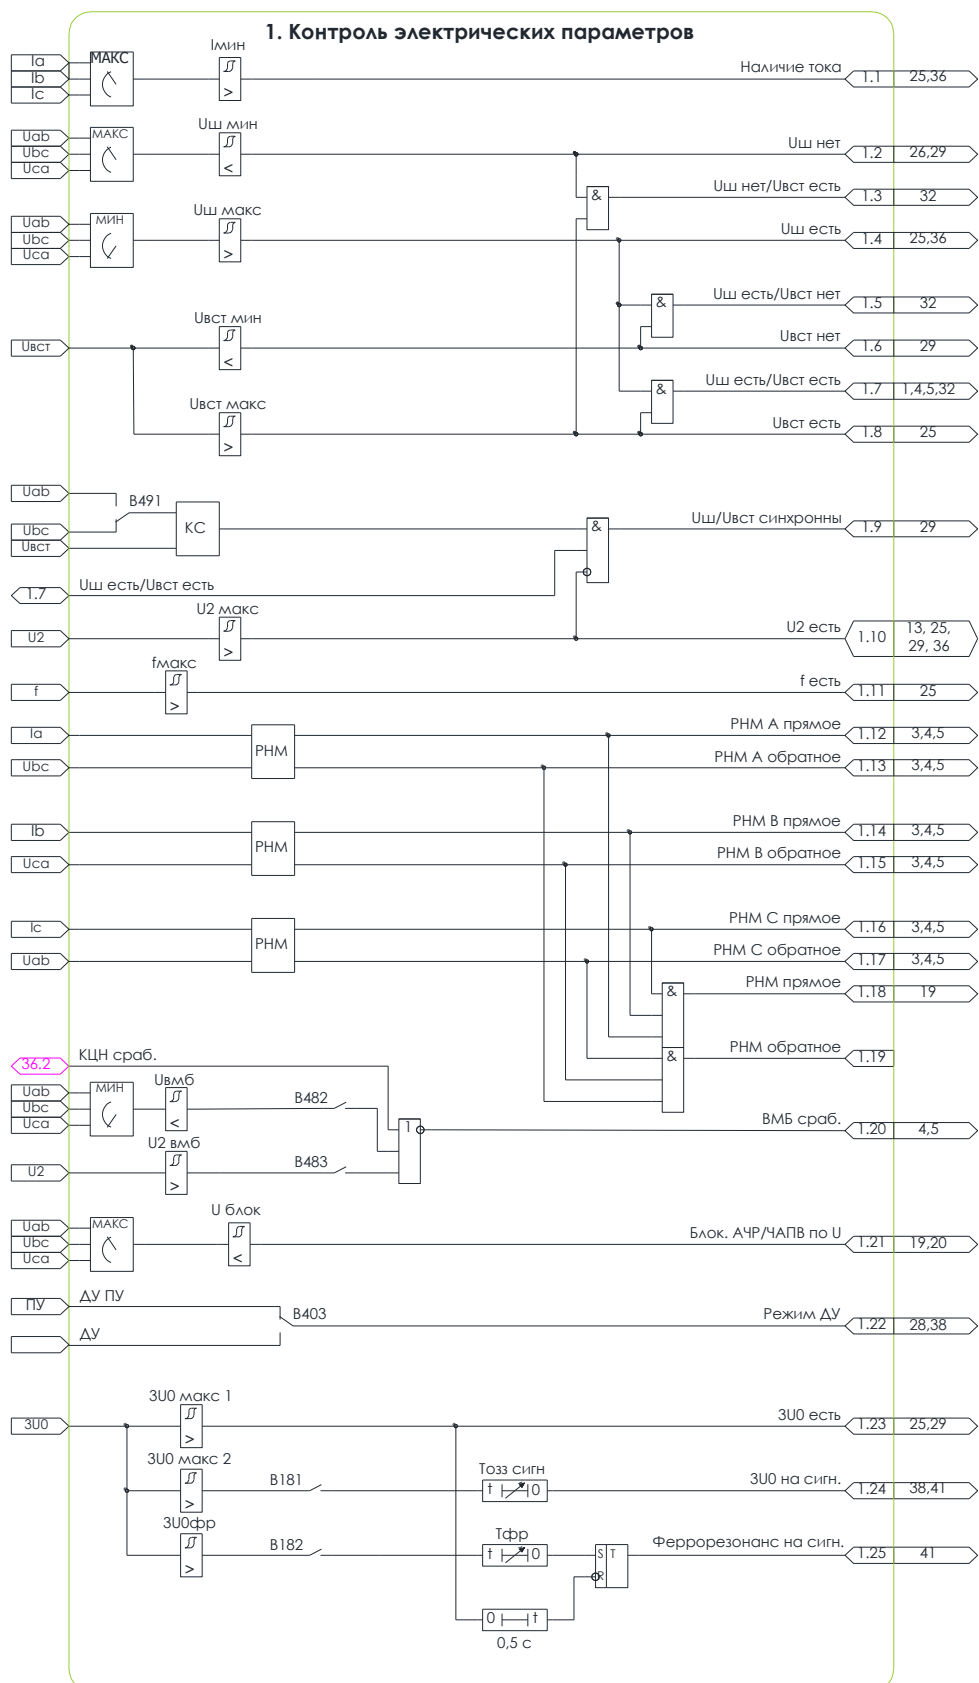 1. Контроль электрических параметров
Iмин
Ia
Ib
Ic
МАКС
>
Наличие тока
1.1
25,36
Uш мин
Uab
Ubc
Uca
МАКС
<
Uш нет
1.2
26,29
&
Uш нет/Uвст есть
1.3
32
Uш макс
Uab
Ubc
Uca
МИН
>
Uш есть
1.4
25,36
&
Uш есть/Uвст нет
1.5
32
Uвст мин
Uвст
<
Uвст нет
1.6
29
&
Uш есть/Uвст есть
1.7
1,4,5,32
Uвст макс
>
Uвст есть
1.8
25
Uab
B491
Ubc
Uвст
КС
&
Uш/Uвст синхронны
1.9
29
1.7
Uш есть/Uвст есть
U2 макс
U2
>
U2 есть
1.10
13, 25,
29, 36
fмакс
f
>
f есть
1.11
25
Ia
Ubc
РНМ
РНМ А прямое
1.12
3,4,5
РНМ А обратное
1.13
3,4,5
Ib
Uca
РНМ
РНМ В прямое
1.14
3,4,5
РНМ В обратное
1.15
3,4,5
Ic
Uab
РНМ
РНМ С прямое
1.16
3,4,5
РНМ С обратное
1.17
3,4,5
&
РНМ прямое
1.18
19
&
РНМ обратное
1.19
36.2
КЦН сраб.
Uвмб
Uab
Ubc
Uca
МИН
<
B482
1
ВМБ сраб.
1.20
4,5
U2 вмб
U2
>
B483
U блок
Uab
Ubc
Uca
МАКС
<
Блок. АЧР/ЧАПВ по U
1.21
19,20
ПУ
ДУ ПУ
B403
ДУ
Режим ДУ
1.22
28,38
3U0 макс 1
3U0
>
3U0 есть
1.23
25,29
3U0 макс 2
>
B181
Тозз сигн
t
0
3U0 на сигн.
1.24
38,41
3U0фр
>
B182
Тфр
t
0
S
T
R
Феррорезонанс на сигн.
1.25
41
0
t
0,5 с